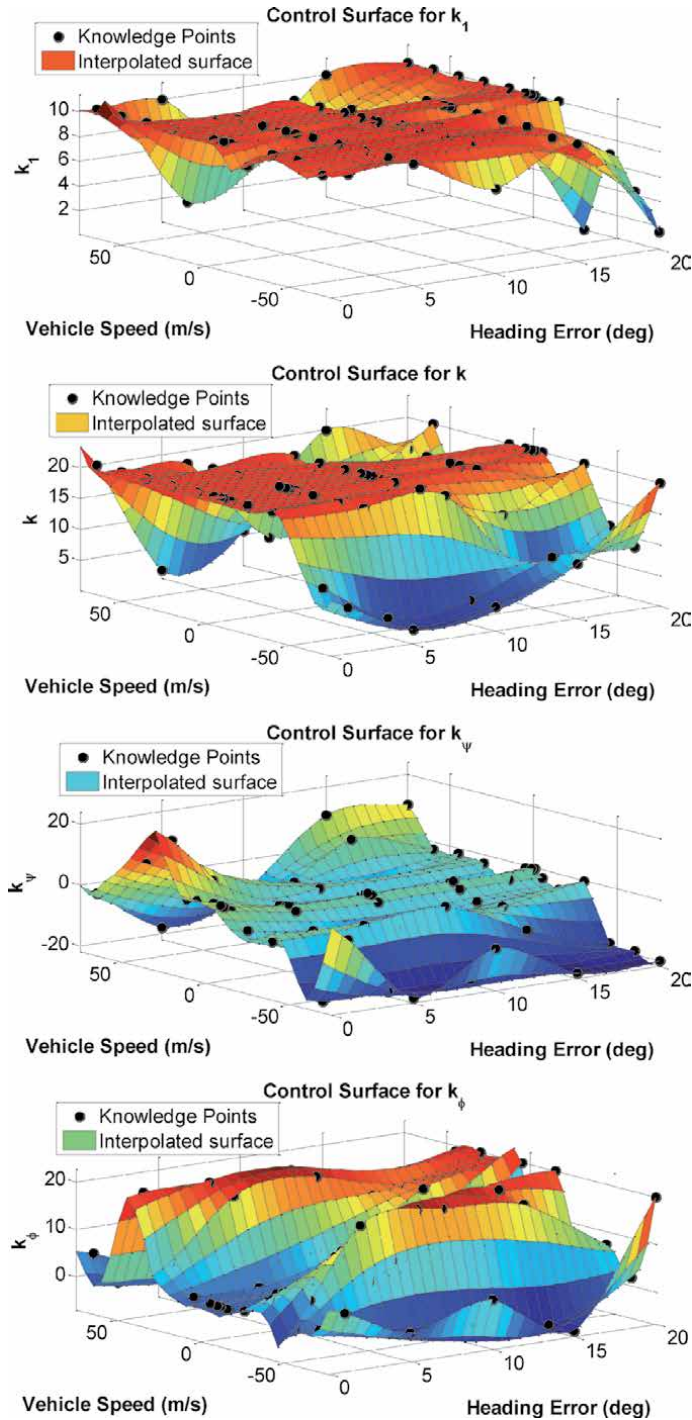 Control Surface for k₁
Knowledge Points
Interpolated surface
10
8
6
4
2
k₁
50
0
-50
0
5
10
15
20
Vehicle Speed (m/s)
Heading Error (deg)
Control Surface for k
Knowledge Points
Interpolated surface
20
15
10
5
k
50
0
-50
0
5
10
15
20
Vehicle Speed (m/s)
Heading Error (deg)
Control Surface for kψ
Knowledge Points
Interpolated surface
20
0
-20
kψ
50
0
-50
0
5
10
15
20
Vehicle Speed (m/s)
Heading Error (deg)
Control Surface for kϕ
Knowledge Points
Interpolated surface
20
10
0
kϕ
50
0
-50
0
5
10
15
20
Vehicle Speed (m/s)
Heading Error (deg)